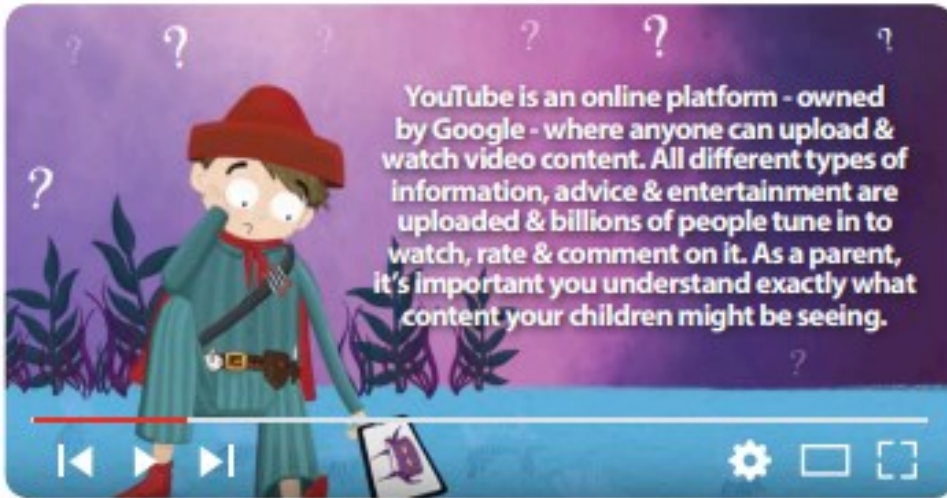 YouTube is an online platform - owned
by Google - where anyone can upload &
watch video content. All different types of
information, advice & entertainment are
uploaded & billions of people tune in to
watch, rate & comment on it. As a parent,
it's important you understand exactly what
content your children might be seeing.